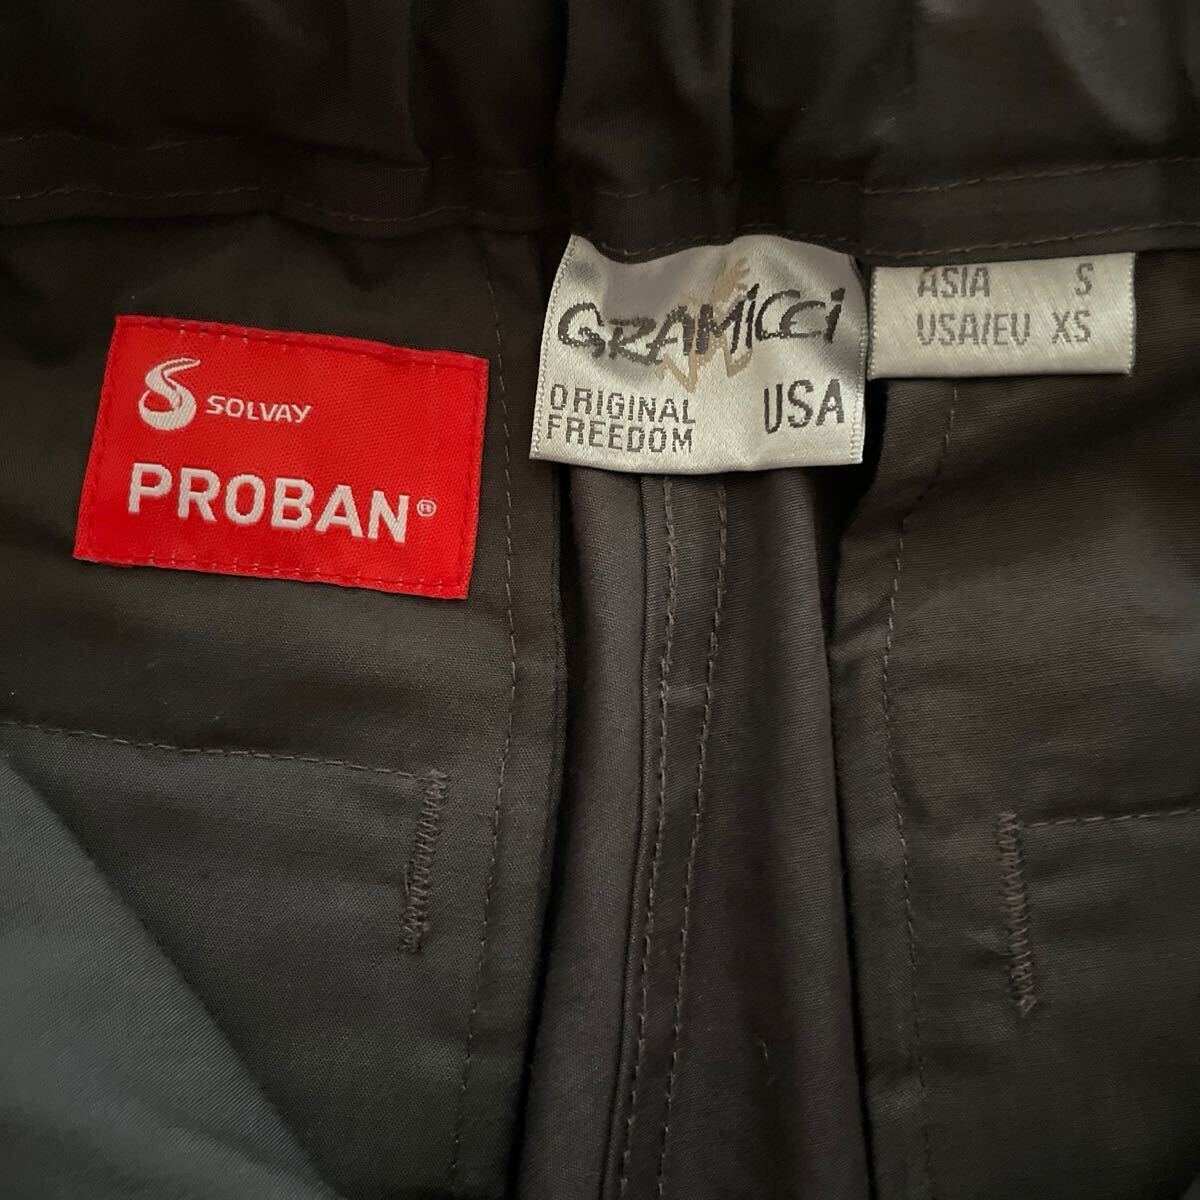 SOLVAY
PROBAN®
GRAMiCCi
ORIGINAL
FREEDOM
USA
ASIA S
USA/EU XS